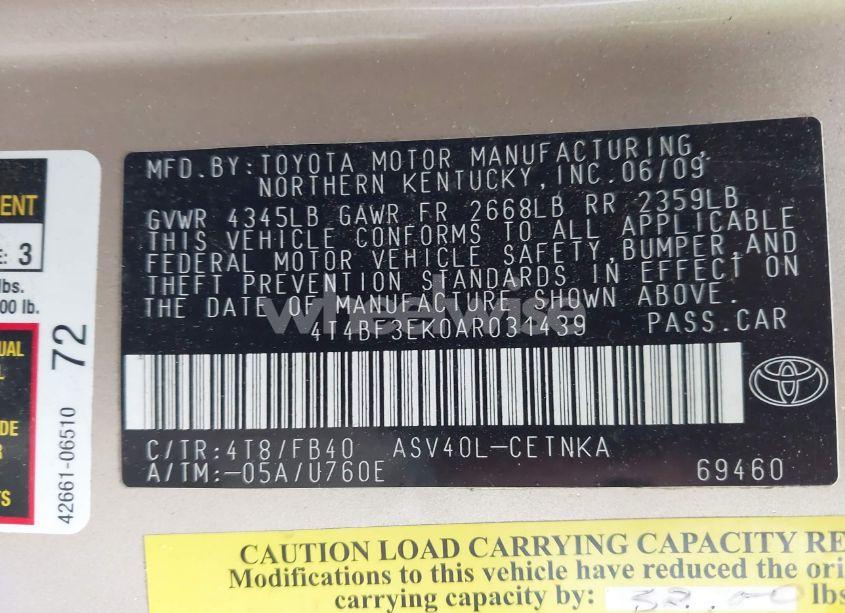 MFD.BY:TOYOTA MOTOR MANUFACTURING,
NORTHERN KENTUCKY,INC.06/09
GVWR 4345LB GAWR FR 2668LB RR 2359LB
THIS VEHICLE CONFORMS TO ALL APPLICABLE
FEDERAL MOTOR VEHICLE SAFETY,BUMPER,AND
THEFT PREVENTION STANDARDS IN EFFECT ON
THE DATE OF MANUFACTURE SHOWN ABOVE.
wheelwise
4T4BF3EK0AR031439 PASS.CAR
C/TR:4T8/FB40 ASV40L-CETNKA
A/TM:-05A/U760E 69460
ENT
E: 3
lbs.
00 lb.
UAL
L
DE
R
TS
42661-06510 72
CAUTION LOAD CARRYING CAPACITY RE
Modifications to this vehicle have reduced the ori
carrying capacity by: lbs